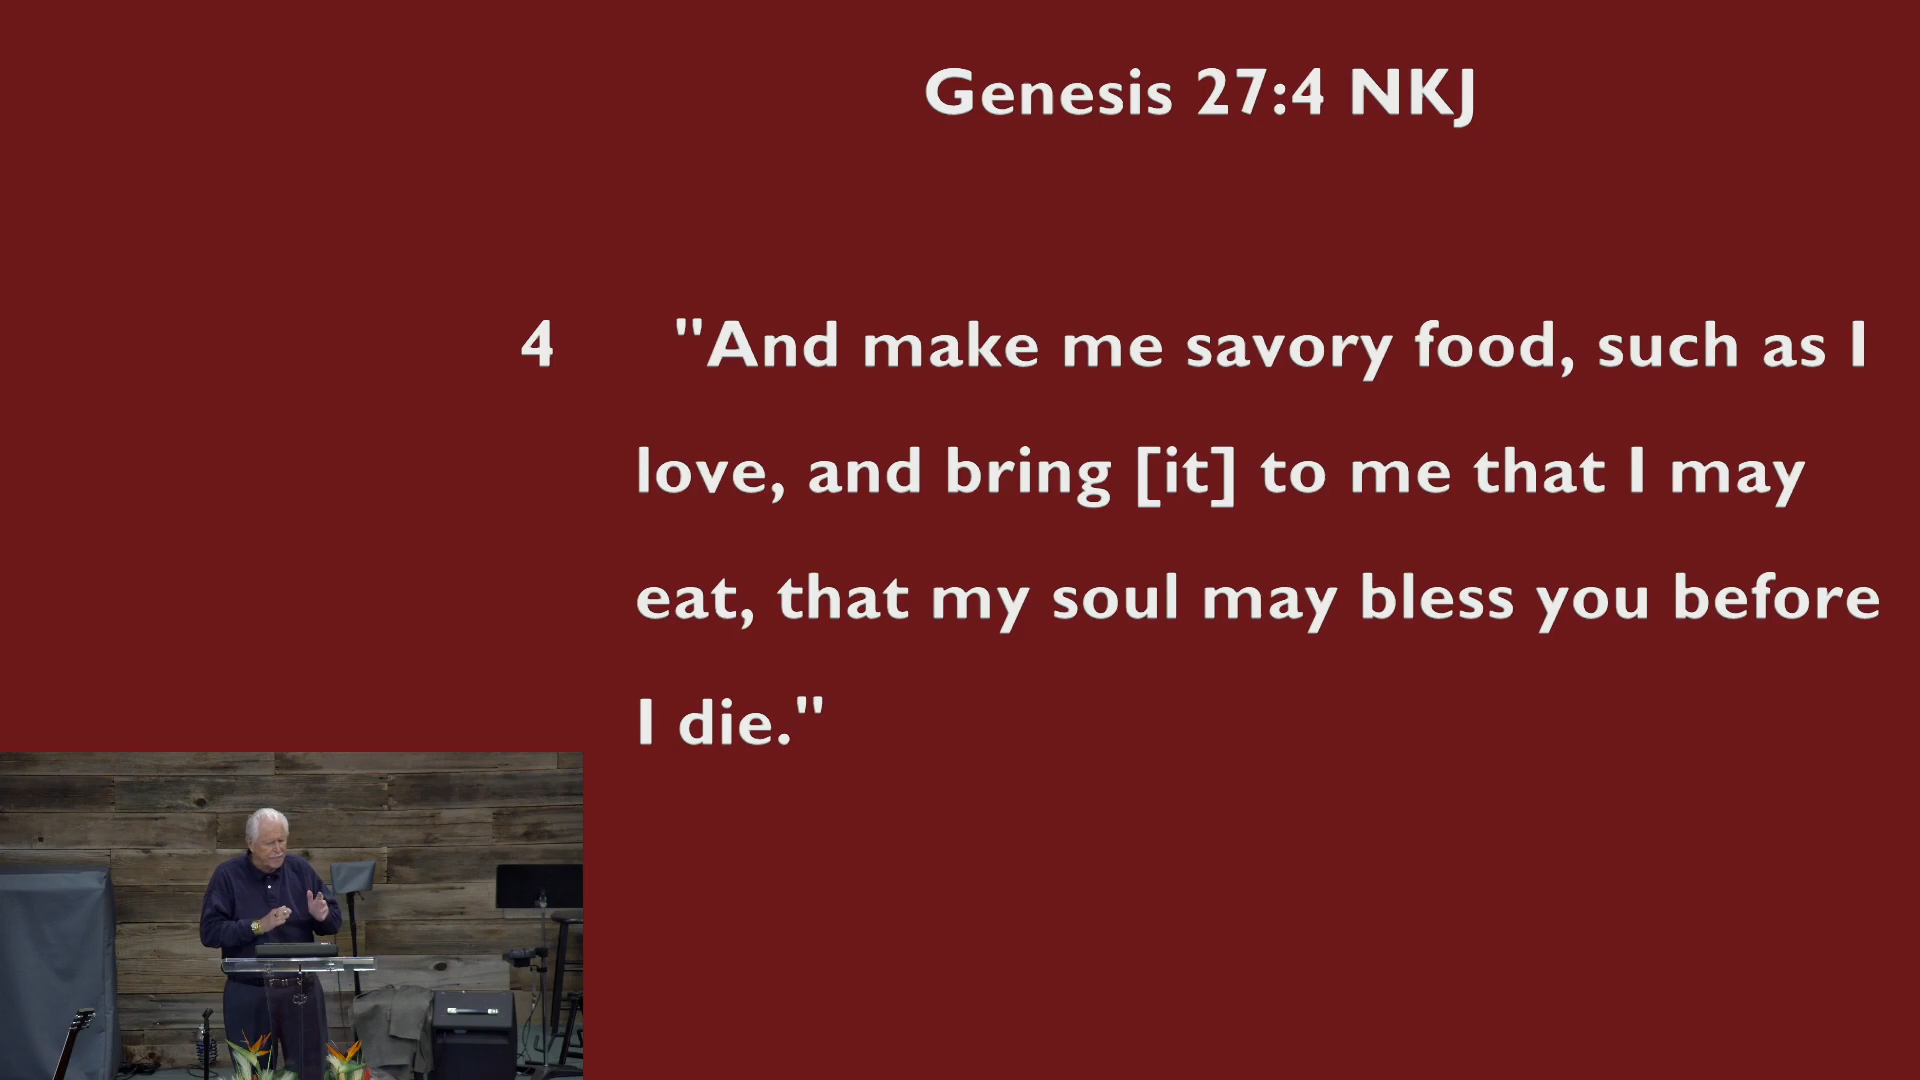 Genesis 27:4 NKJ
4 "And make me savory food, such as I
love, and bring [it] to me that I may
eat, that my soul may bless you before
I die."